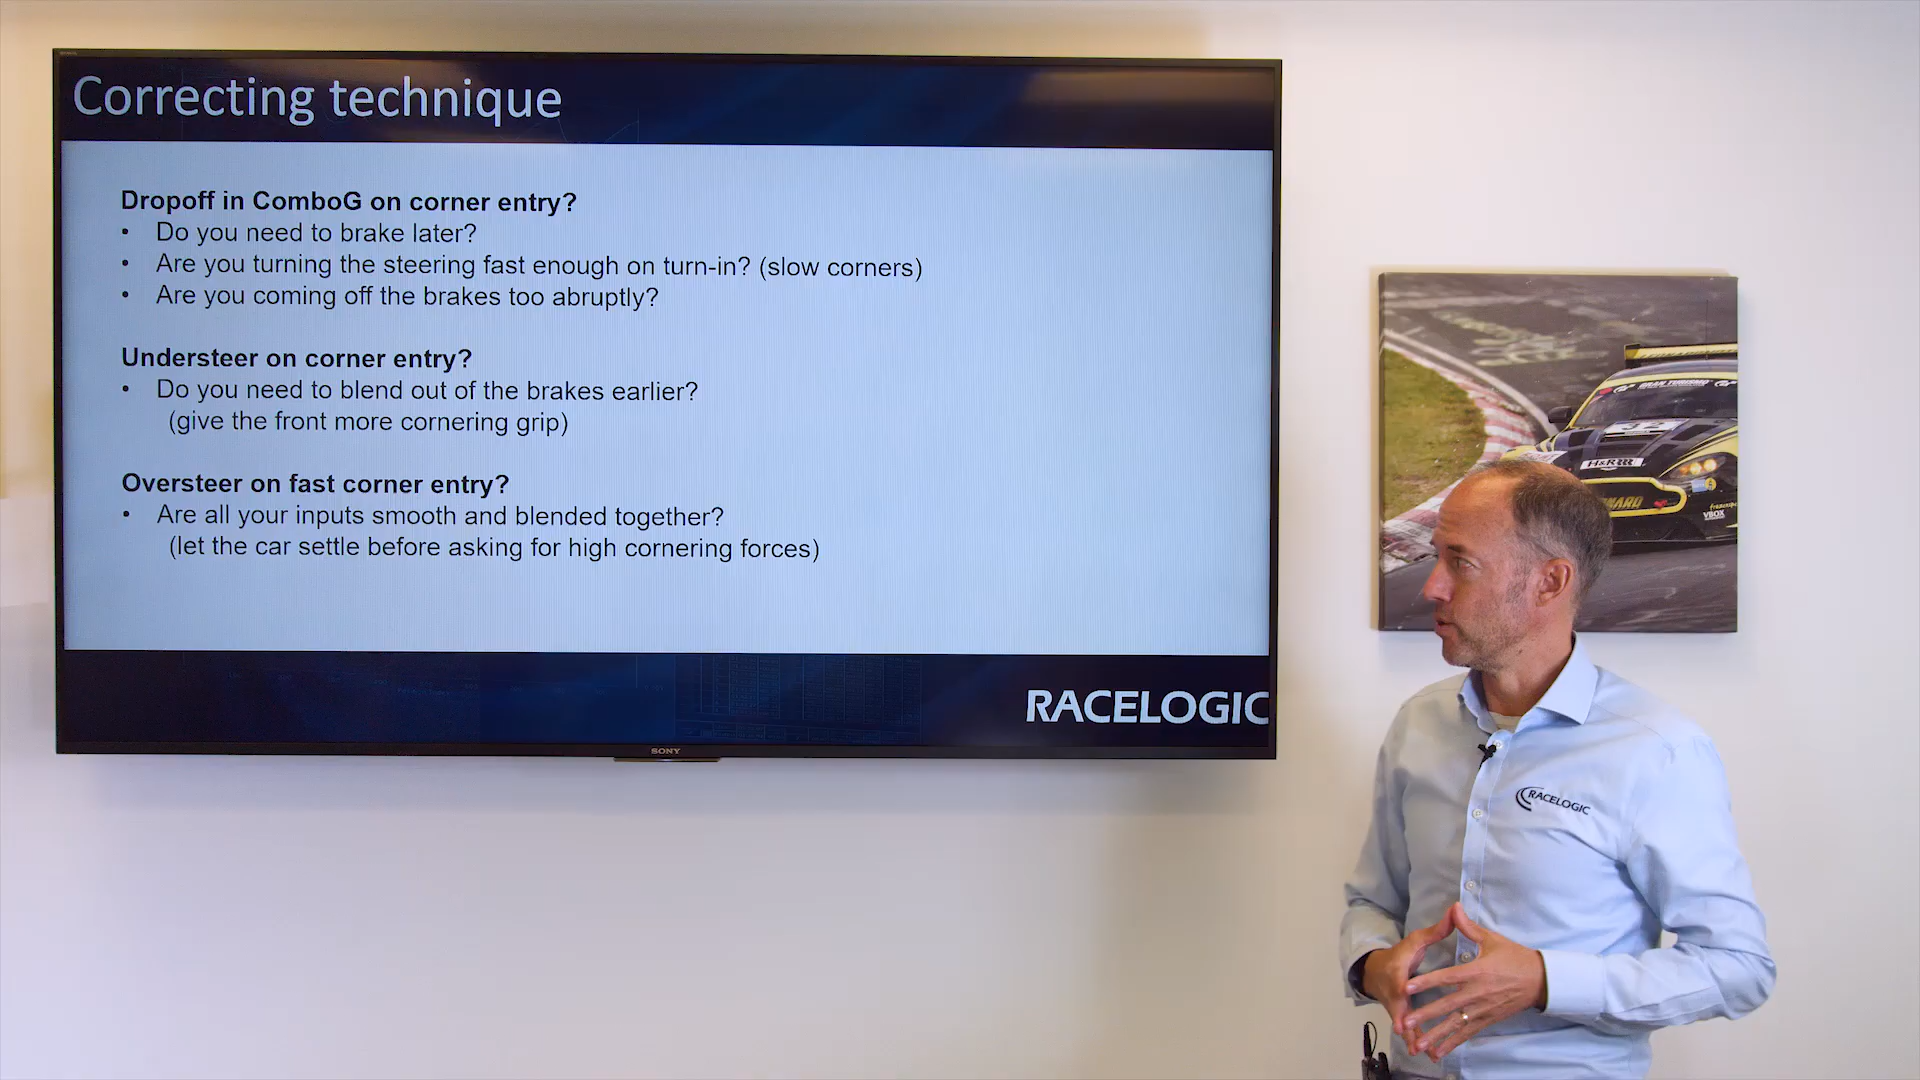 Correcting technique
Dropoff in ComboG on corner entry?
• Do you need to brake later?
• Are you turning the steering fast enough on turn-in? (slow corners)
• Are you coming off the brakes too abruptly?
Understeer on corner entry?
• Do you need to blend out of the brakes earlier?
(give the front more cornering grip)
Oversteer on fast corner entry?
• Are all your inputs smooth and blended together?
(let the car settle before asking for high cornering forces)
RACELOGIC
SONY
GRAN TURISMO
32
H&R
VBOX
RACELOGIC